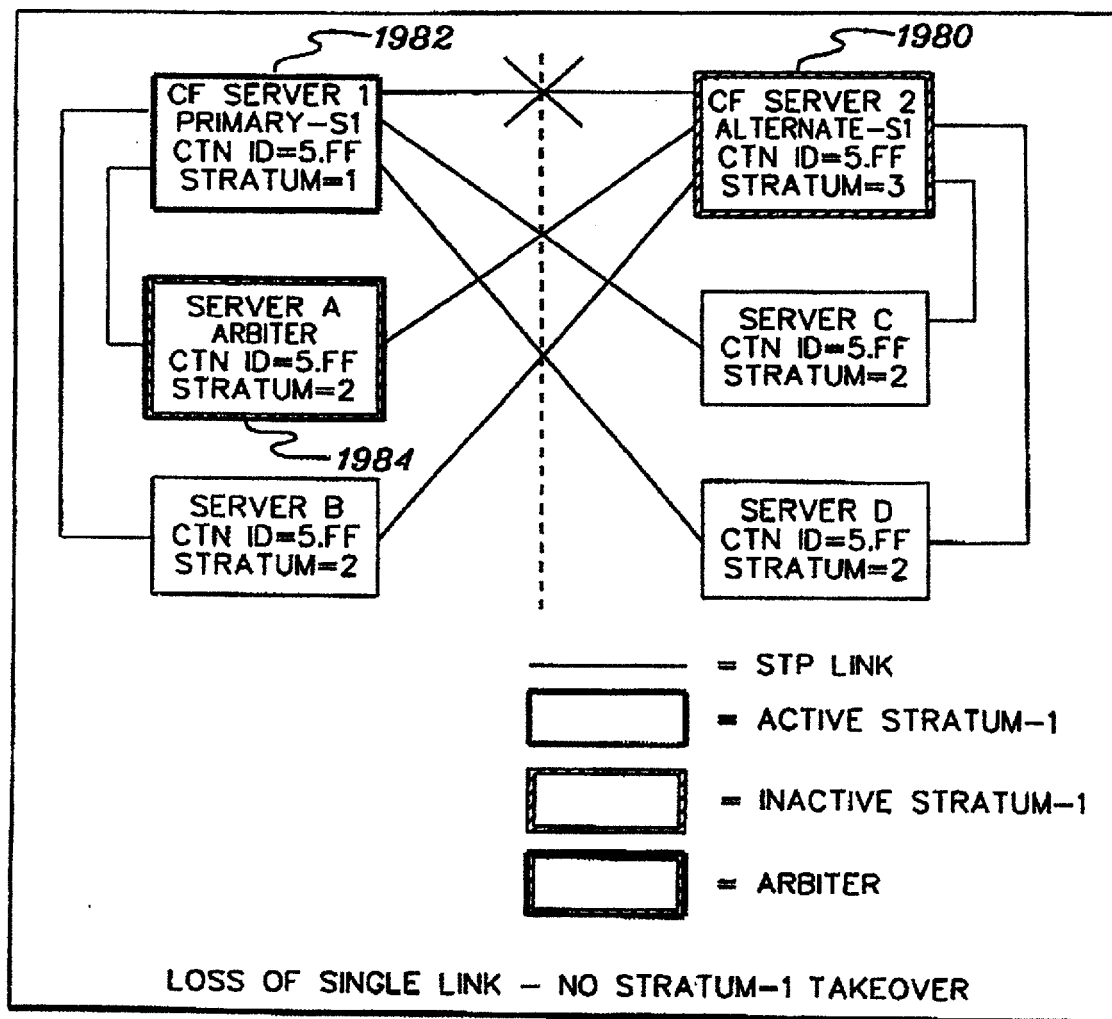 1982
1980
CF SERVER 1
PRIMARY-S1
CTN ID=5.FF
STRATUM=1
CF SERVER 2
ALTERNATE-S1
CTN ID=5.FF
STRATUM=3
SERVER A
ARBITER
CTN ID=5.FF
STRATUM=2
1984
SERVER C
CTN ID=5.FF
STRATUM=2
SERVER B
CTN ID=5.FF
STRATUM=2
SERVER D
CTN ID=5.FF
STRATUM=2
= STP LINK
= ACTIVE STRATUM-1
= INACTIVE STRATUM-1
= ARBITER
LOSS OF SINGLE LINK - NO STRATUM-1 TAKEOVER